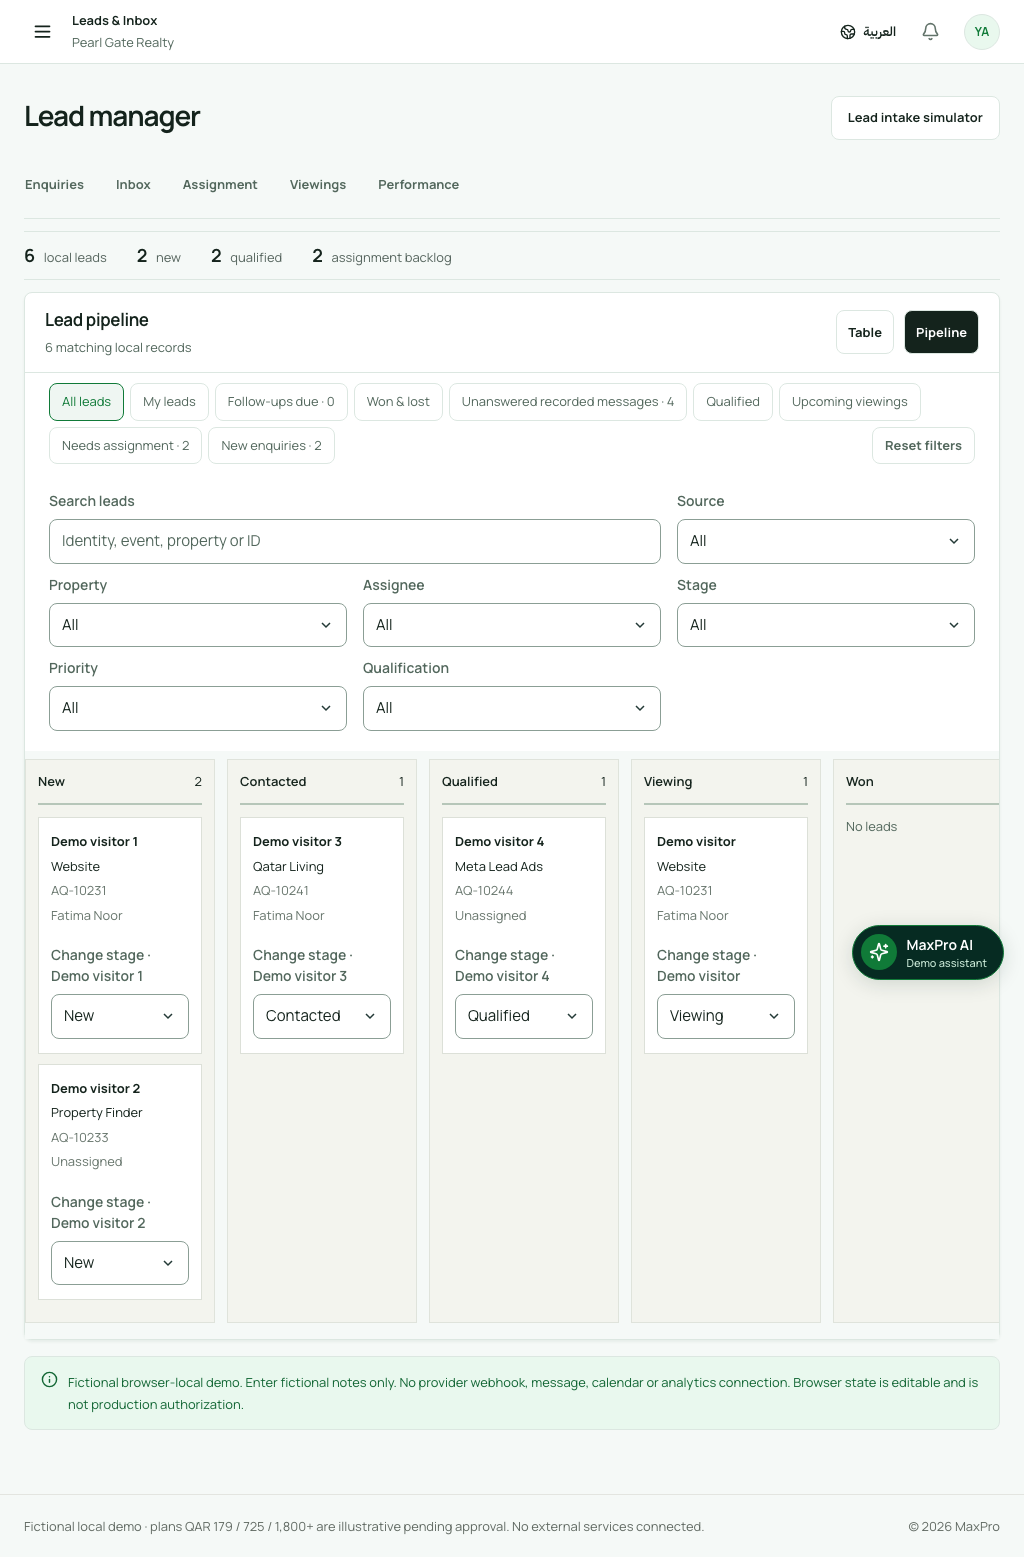 Leads & Inbox
Pearl Gate Realty
العربية
YA
Lead manager
Lead intake simulator
Enquiries
Inbox
Assignment
Viewings
Performance
6 local leads
2 new
2 qualified
2 assignment backlog
Lead pipeline
6 matching local records
Table
Pipeline
All leads
My leads
Follow-ups due · 0
Won & lost
Unanswered recorded messages · 4
Qualified
Upcoming viewings
Needs assignment · 2
New enquiries · 2
Reset filters
Search leads
Identity, event, property or ID
Source
All
Property
All
Assignee
All
Stage
All
Priority
All
Qualification
All
New 2
Demo visitor 1
Website
AQ-10231
Fatima Noor
Change stage ·
Demo visitor 1
New
Demo visitor 2
Property Finder
AQ-10233
Unassigned
Change stage ·
Demo visitor 2
New
Contacted 1
Demo visitor 3
Qatar Living
AQ-10241
Fatima Noor
Change stage ·
Demo visitor 3
Contacted
Qualified 1
Demo visitor 4
Meta Lead Ads
AQ-10244
Unassigned
Change stage ·
Demo visitor 4
Qualified
Viewing 1
Demo visitor
Website
AQ-10231
Fatima Noor
Change stage ·
Demo visitor
Viewing
Won
No leads
MaxPro AI
Demo assistant
Fictional browser-local demo. Enter fictional notes only. No provider webhook, message, calendar or analytics connection. Browser state is editable and is
not production authorization.
Fictional local demo · plans QAR 179 / 725 / 1,800+ are illustrative pending approval. No external services connected.
© 2026 MaxPro